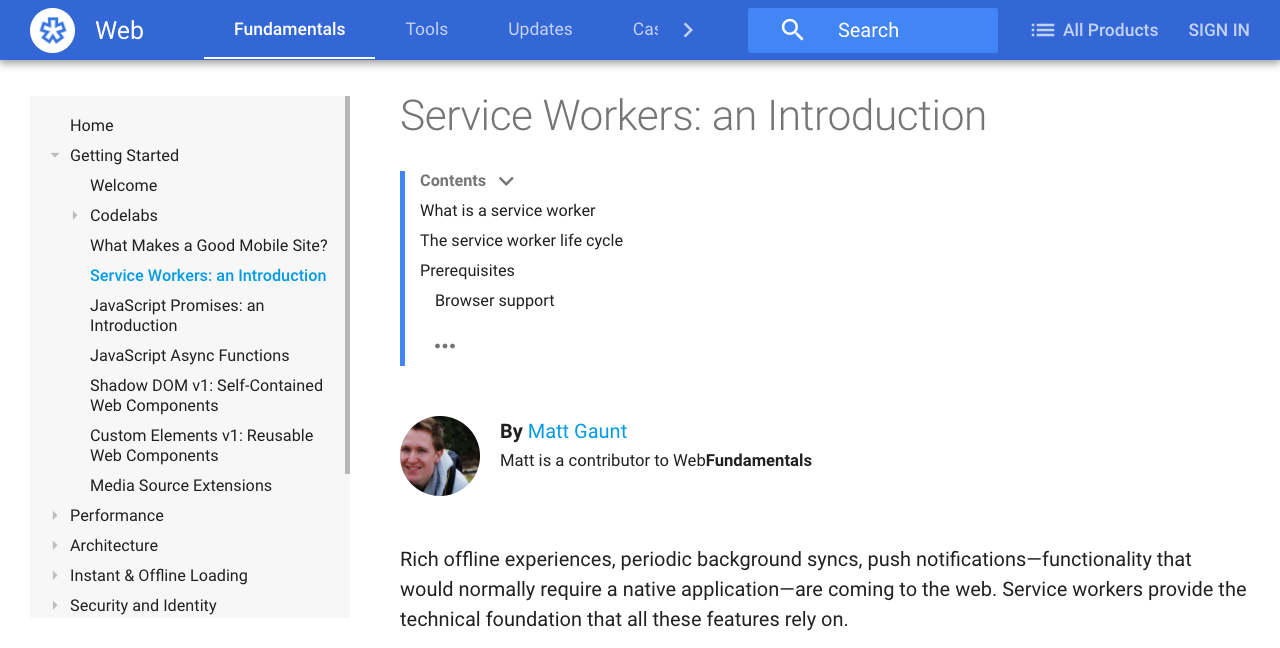 Web Fundamentals Tools Updates Cas Search All Products SIGN IN
Home
Getting Started
Welcome
Codelabs
What Makes a Good Mobile Site?
Service Workers: an Introduction
JavaScript Promises: an
Introduction
JavaScript Async Functions
Shadow DOM v1: Self-Contained
Web Components
Custom Elements v1: Reusable
Web Components
Media Source Extensions
Performance
Architecture
Instant & Offline Loading
Security and Identity
Service Workers: an Introduction
Contents
What is a service worker
The service worker life cycle
Prerequisites
Browser support
By Matt Gaunt
Matt is a contributor to WebFundamentals
Rich offline experiences, periodic background syncs, push notifications—functionality that
would normally require a native application—are coming to the web. Service workers provide the
technical foundation that all these features rely on.